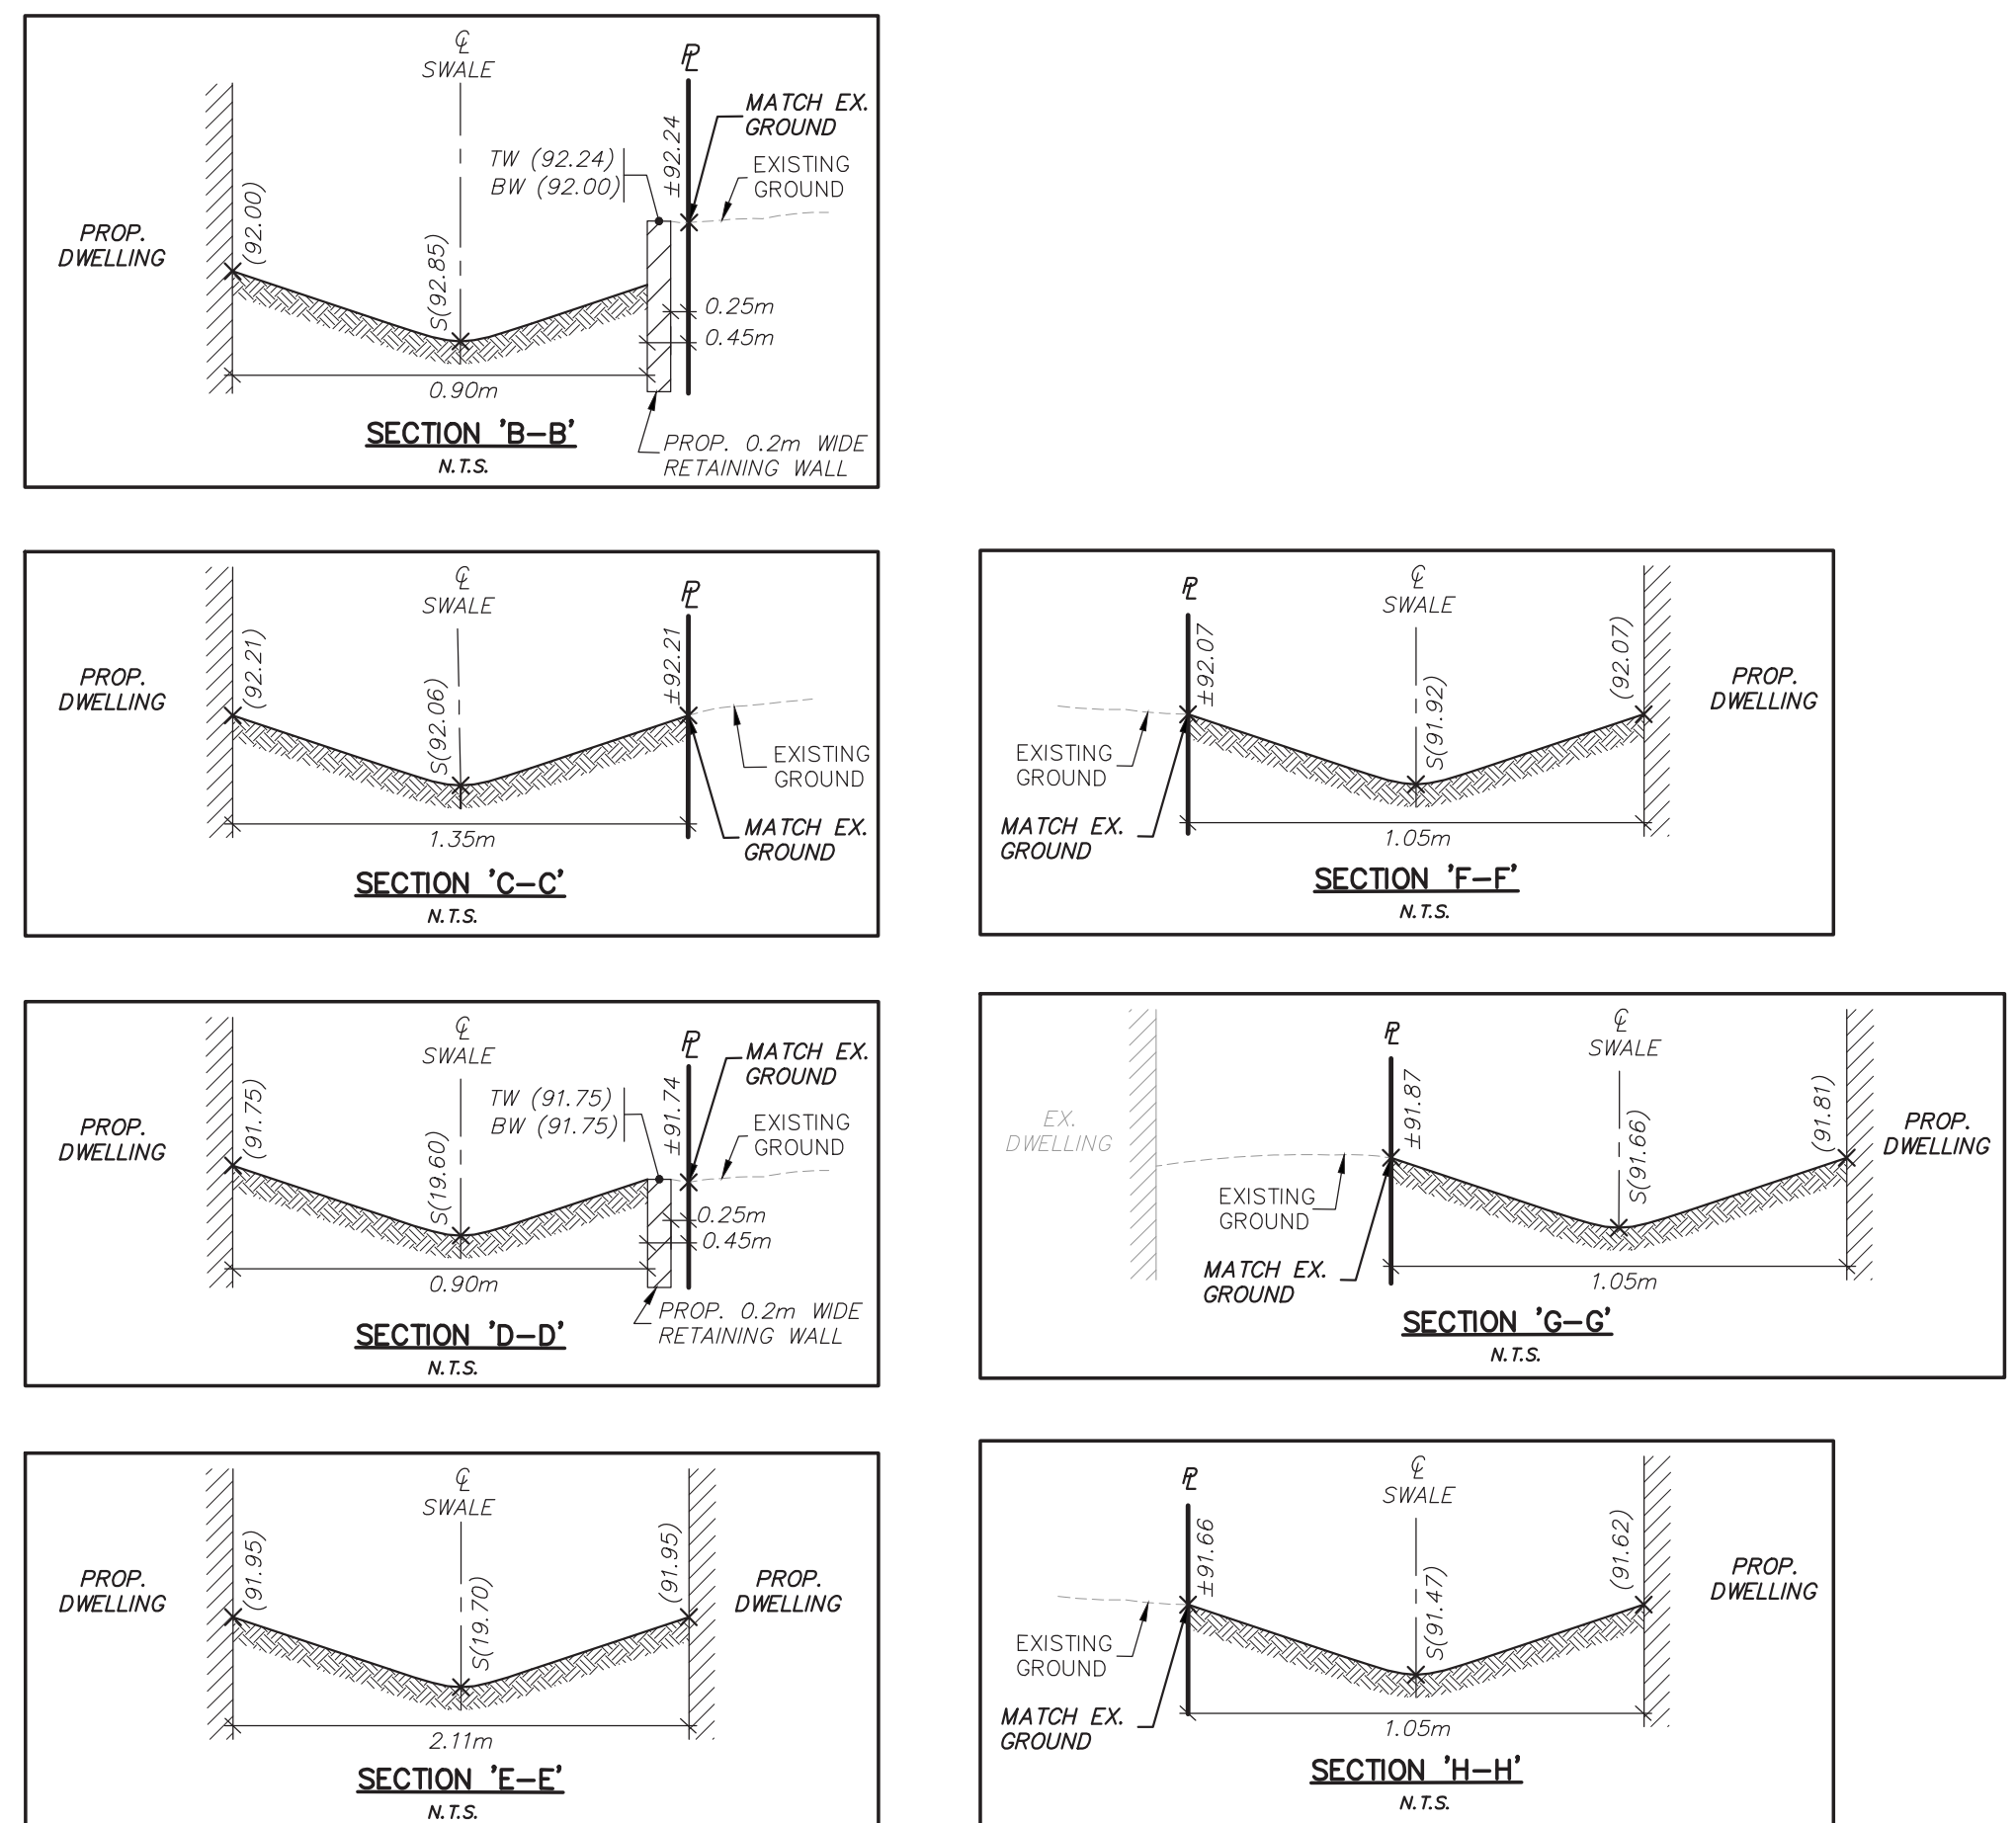 ℄
SWALE
PL
MATCH EX.
GROUND
EXISTING
GROUND
TW (92.24)
BW (92.00)
±92.24
(92.00)
S(92.85)
PROP.
DWELLING
0.25m
0.45m
0.90m
PROP. 0.2m WIDE
RETAINING WALL
SECTION 'B-B'
N.T.S.
℄
SWALE
PL
(92.21)
S(92.06)
±92.21
PROP.
DWELLING
EXISTING
GROUND
MATCH EX.
GROUND
1.35m
SECTION 'C-C'
N.T.S.
PL
℄
SWALE
±92.07
S(91.92)
(92.07)
PROP.
DWELLING
EXISTING
GROUND
MATCH EX.
GROUND
1.05m
SECTION 'F-F'
N.T.S.
℄
SWALE
PL
MATCH EX.
GROUND
EXISTING
GROUND
TW (91.75)
BW (91.75)
±91.74
(91.75)
S(19.60)
PROP.
DWELLING
0.25m
0.45m
0.90m
PROP. 0.2m WIDE
RETAINING WALL
SECTION 'D-D'
N.T.S.
PL
℄
SWALE
EX.
DWELLING
±91.87
S(91.66)
(91.81)
PROP.
DWELLING
EXISTING
GROUND
MATCH EX.
GROUND
1.05m
SECTION 'G-G'
N.T.S.
℄
SWALE
PROP.
DWELLING
(91.95)
S(19.70)
(91.95)
PROP.
DWELLING
2.11m
SECTION 'E-E'
N.T.S.
PL
℄
SWALE
±91.66
S(91.47)
(91.62)
PROP.
DWELLING
EXISTING
GROUND
MATCH EX.
GROUND
1.05m
SECTION 'H-H'
N.T.S.